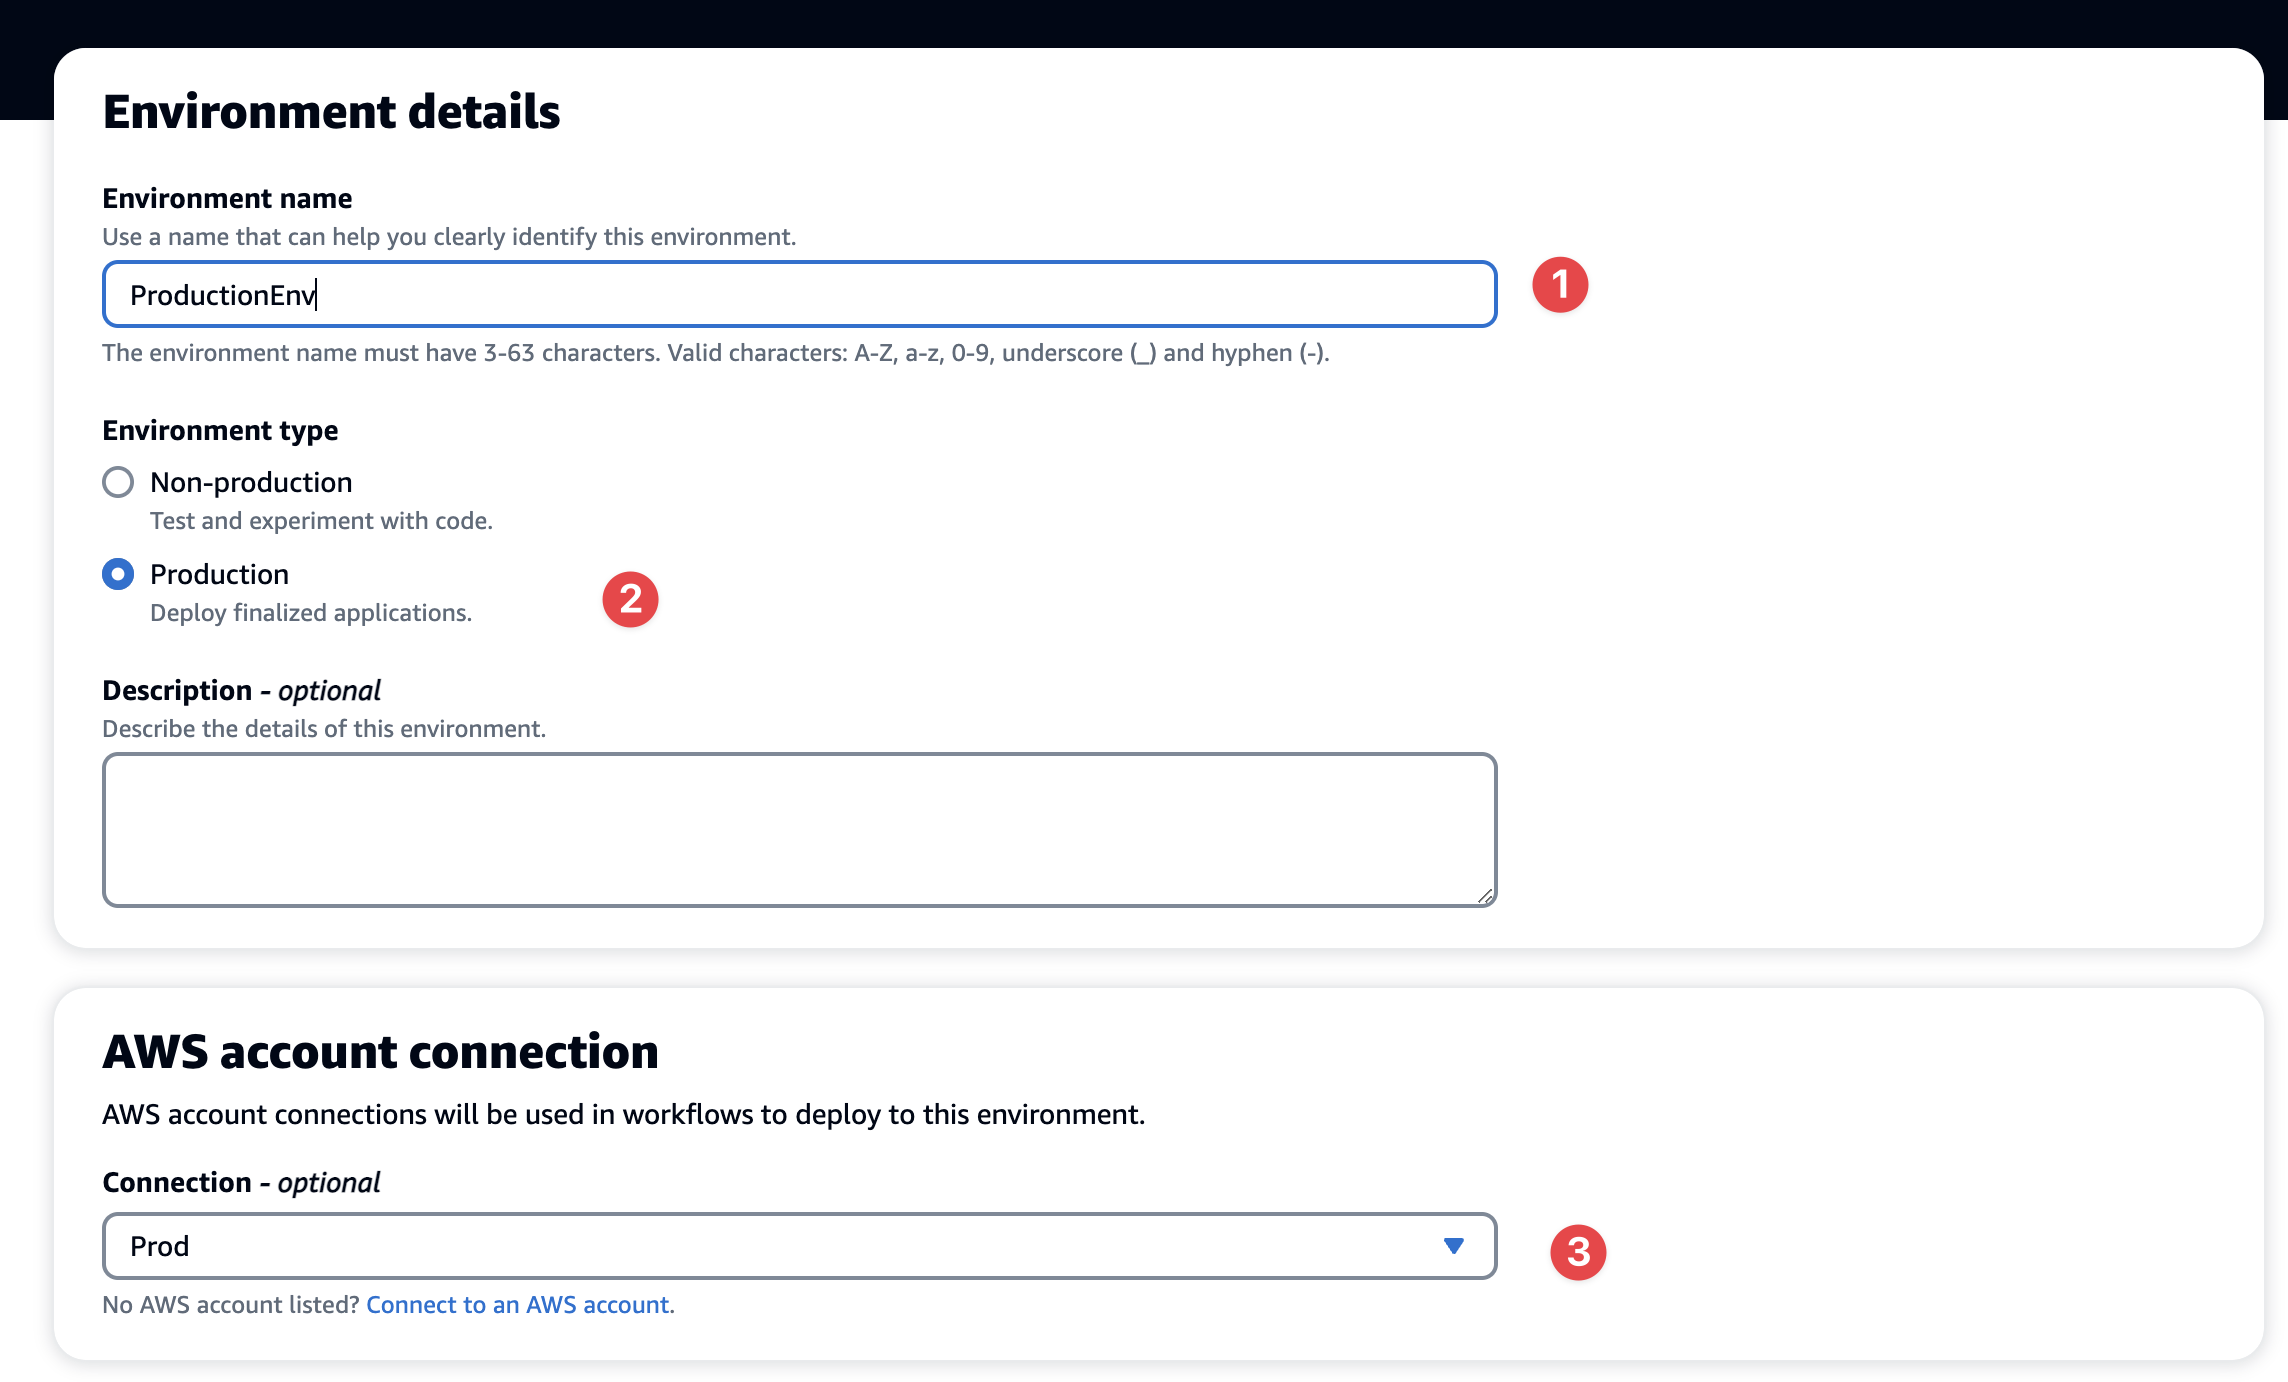 Environment details
Environment name
Use a name that can help you clearly identify this environment.
ProductionEnv
1
The environment name must have 3-63 characters. Valid characters: A-Z, a-z, 0-9, underscore (_) and hyphen (-).
Environment type
Non-production
Test and experiment with code.
Production
Deploy finalized applications.
2
Description - optional
Describe the details of this environment.
AWS account connection
AWS account connections will be used in workflows to deploy to this environment.
Connection - optional
Prod
3
No AWS account listed? Connect to an AWS account.